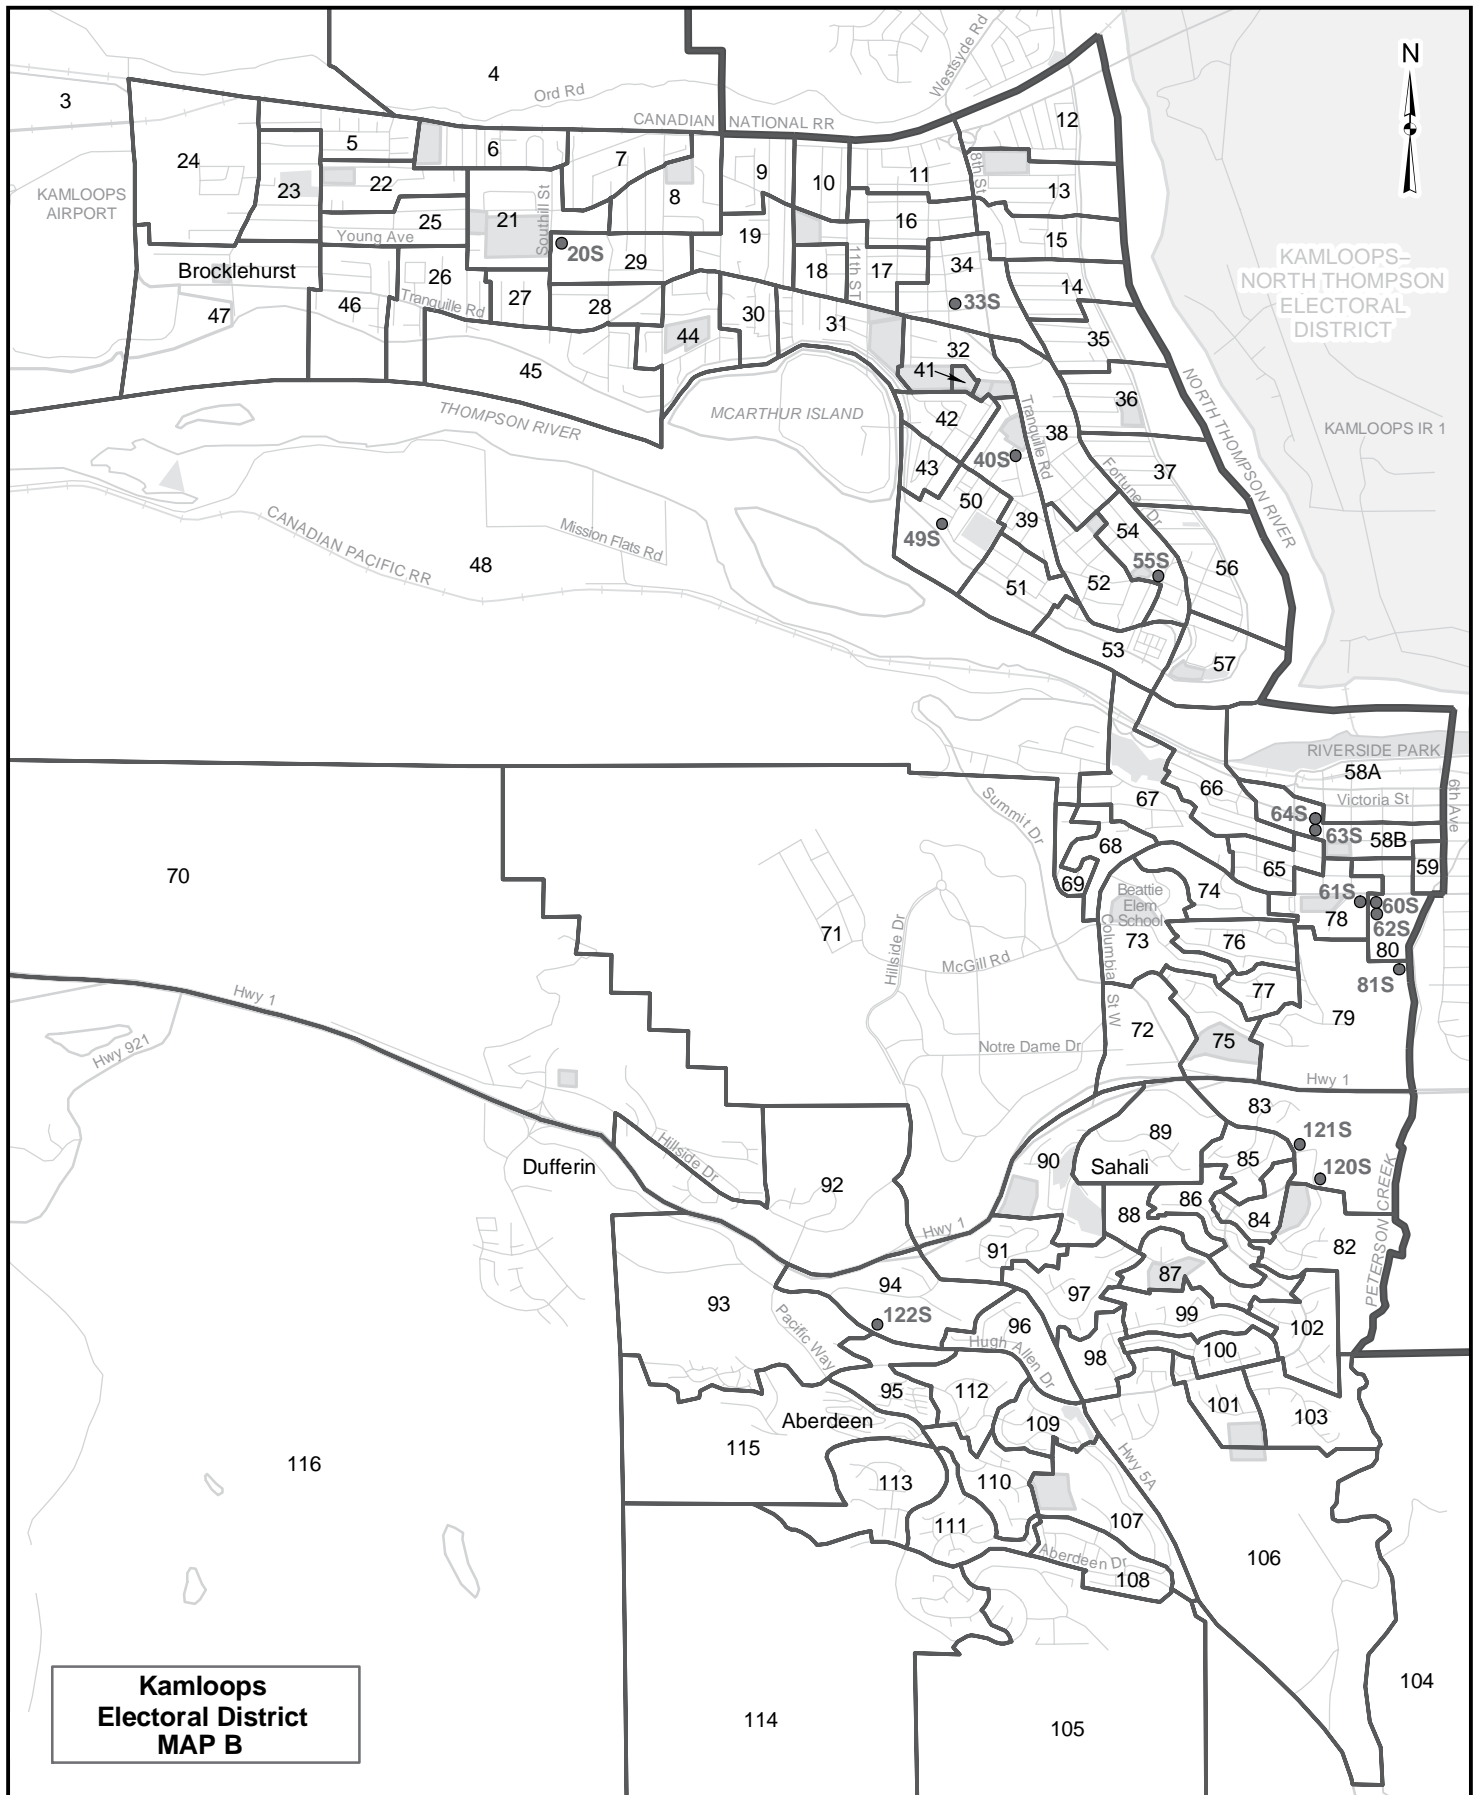 N
Westsyde Rd
4
3
Ord Rd
CANADIAN NATIONAL RR
12
5
6
7
9
10
11
8th St
24
23
22
8
13
KAMLOOPS
AIRPORT
25
21
Southill St
16
15
Young Ave
19
20S
29
Brocklehurst
26
18
11th ST
17
34
14
KAMLOOPS–
NORTH THOMPSON
ELECTORAL
DISTRICT
47
46
Tranquille Rd
27
28
30
31
33S
44
32
35
45
41
36
NORTH THOMPSON RIVER
THOMPSON RIVER
MCARTHUR ISLAND
42
Tranquille Rd
38
KAMLOOPS IR 1
43
40S
Fortune Dr
37
50
39
CANADIAN PACIFIC RR
Mission Flats Rd
49S
54
48
55S
56
51
52
53
57
RIVERSIDE PARK
58A
Summit Dr
67
66
Victoria St
6th Ave
64S
63S
58B
68
65
59
70
69
Beattie
Elem
School
74
61S
60S
78
62S
71
Hillside Dr
Columbia St W
73
76
80
McGill Rd
81S
77
Hwy 1
79
72
75
Hwy 921
Notre Dame Dr
Hwy 1
83
89
121S
Hillside Dr
90
Sahali
85
Dufferin
120S
92
86
PETERSON CREEK
88
84
Hwy 1
82
91
87
94
97
93
122S
99
Pacific Way
96
102
Hugh Allen Dr
98
100
95
112
101
103
Aberdeen
109
115
Hwy 5A
116
113
110
111
107
Aberdeen Dr
106
108
Kamloops
Electoral District
MAP B
104
114
105